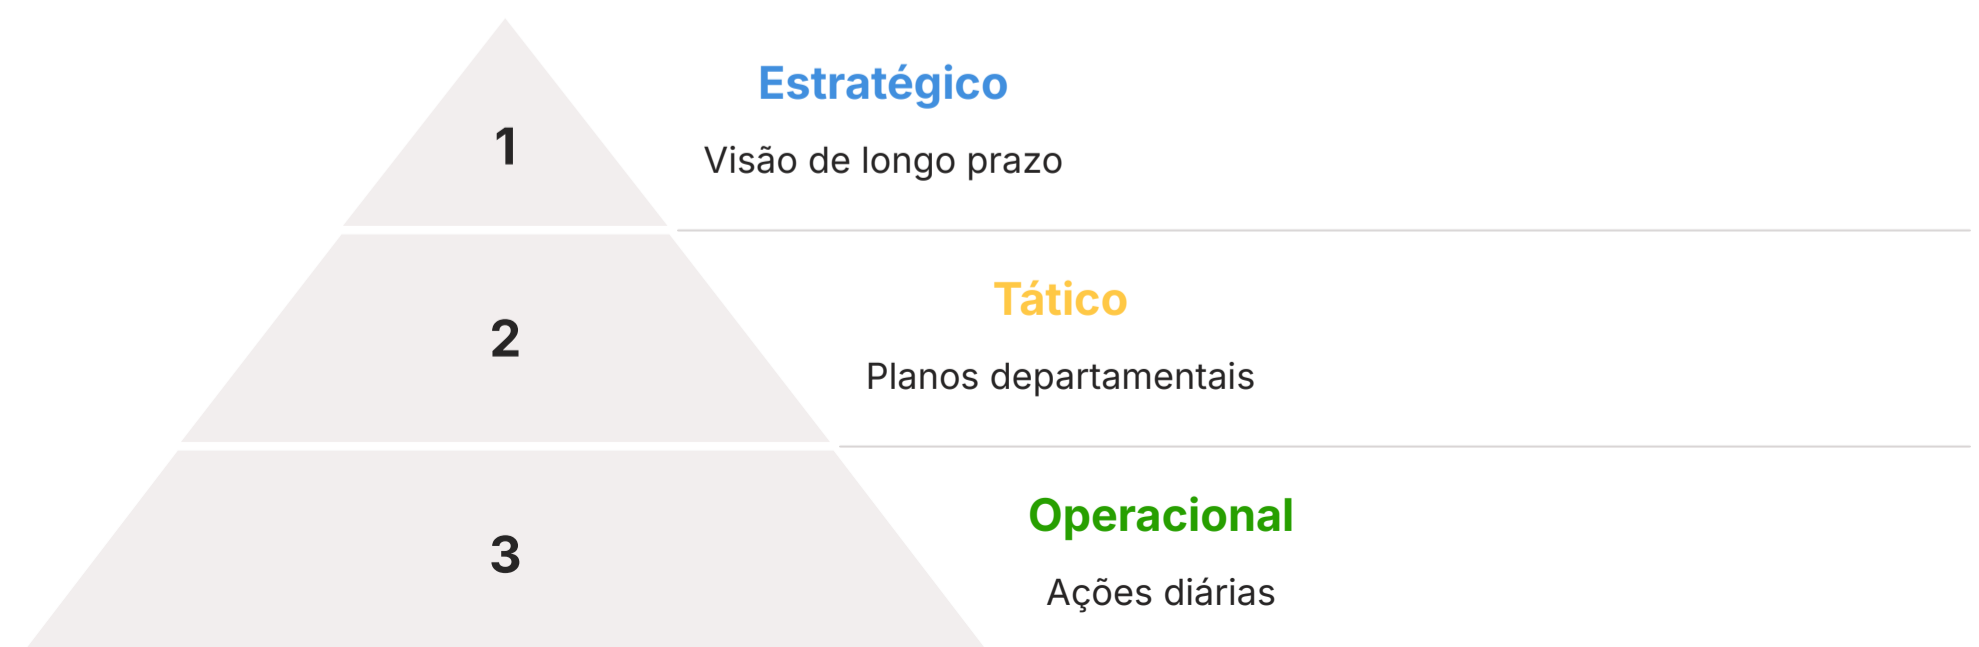 1
Estratégico
Visão de longo prazo
2
Tático
Planos departamentais
3
Operacional
Ações diárias